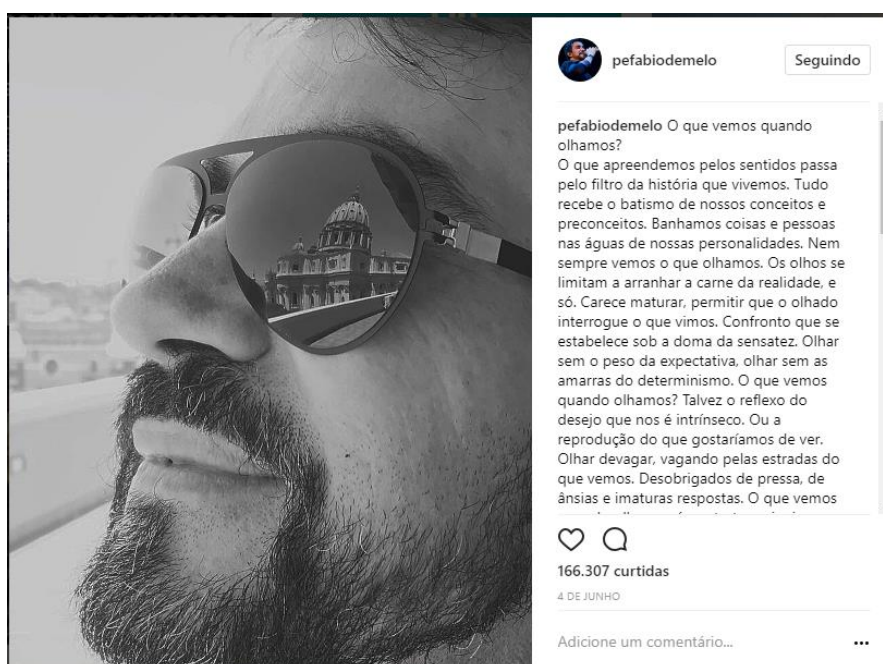 pefabiodemelo
Seguindo
pefabiodemelo O que vemos quando
olhamos?
O que apreendemos pelos sentidos passa
pelo filtro da história que vivemos. Tudo
recebe o batismo de nossos conceitos e
preconceitos. Banhamos coisas e pessoas
nas águas de nossas personalidades. Nem
sempre vemos o que olhamos. Os olhos se
limitam a arranhar a carne da realidade, e
só. Carece maturar, permitir que o olhado
interrogue o que vimos. Confronto que se
estabelece sob a doma da sensatez. Olhar
sem o peso da expectativa, olhar sem as
amarras do determinismo. O que vemos
quando olhamos? Talvez o reflexo do
desejo que nos é intrínseco. Ou a
reprodução do que gostaríamos de ver.
Olhar devagar, vagando pelas estradas do
que vemos. Desobrigados de pressa, de
ânsias e imaturas respostas. O que vemos
166.307 curtidas
4 DE JUNHO
Adicione um comentário...